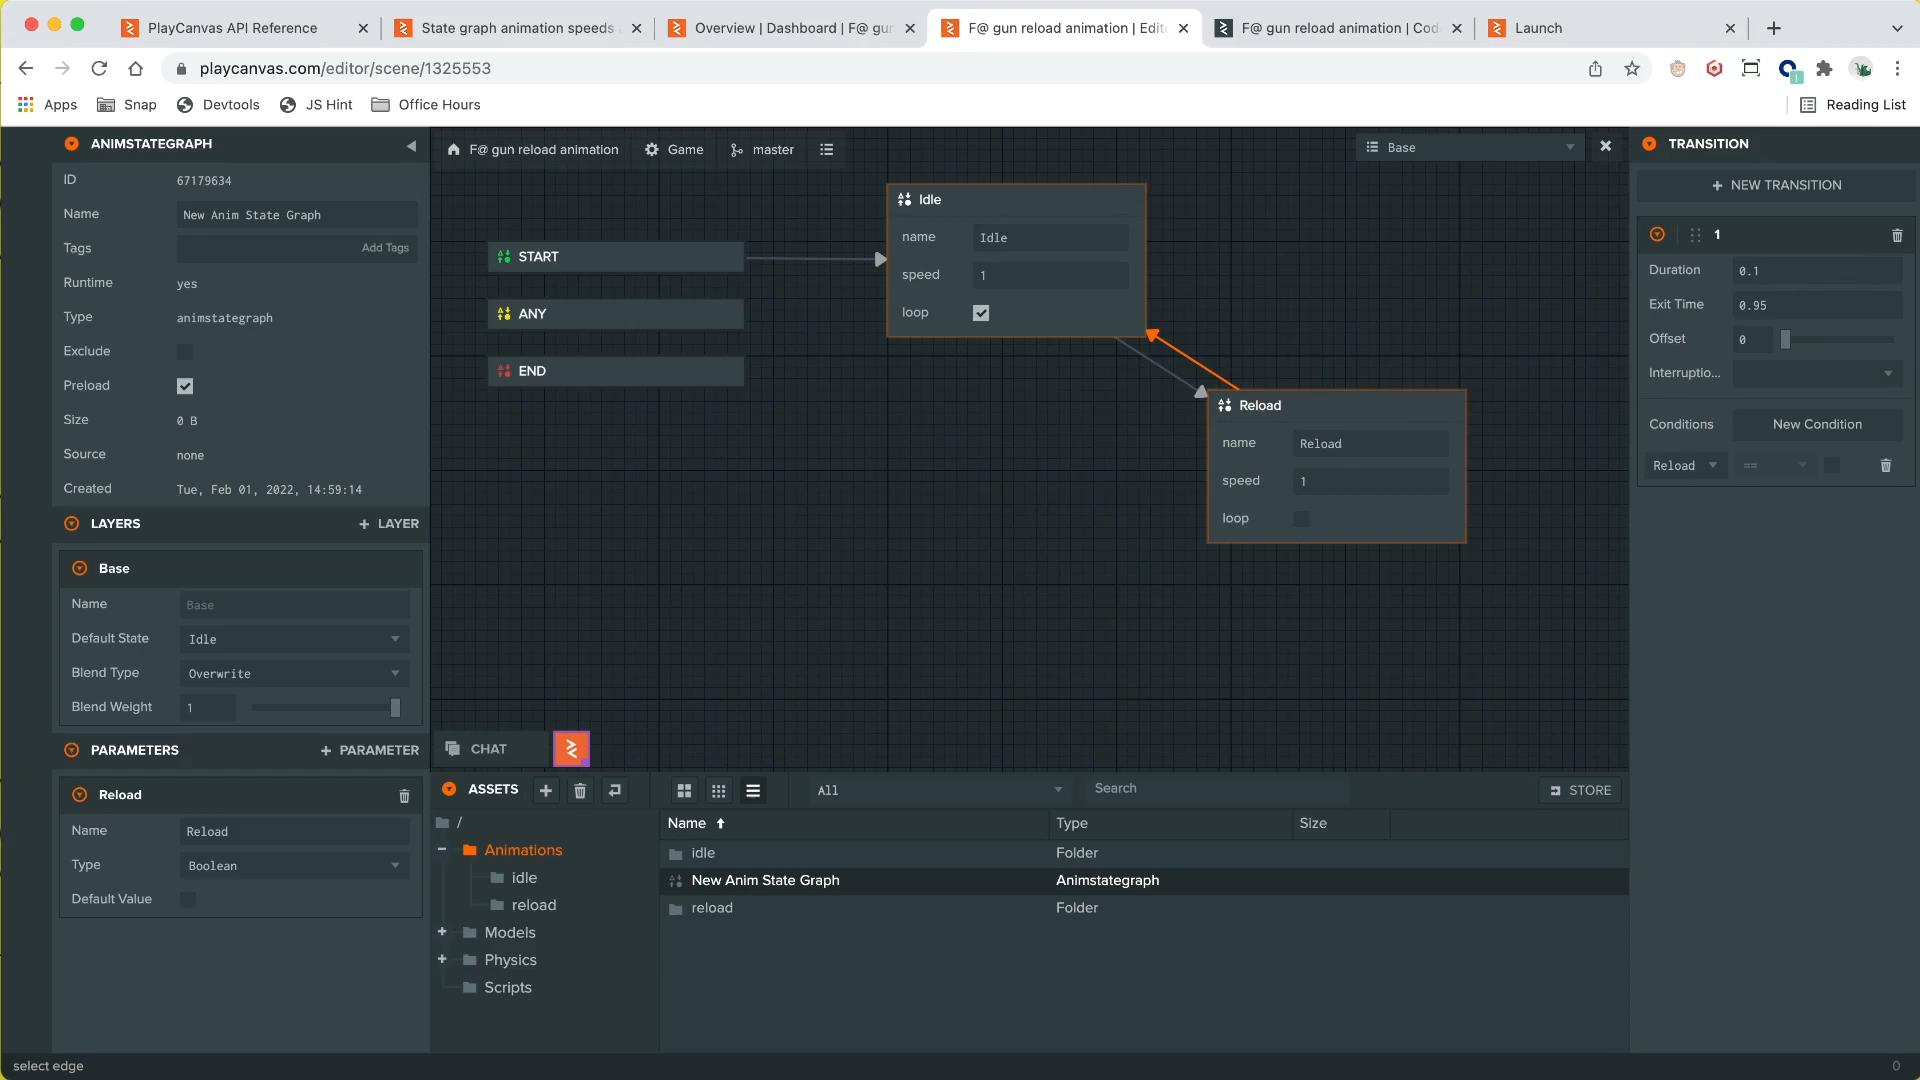 PlayCanvas API Reference
State graph animation speeds
Overview | Dashboard | F@ gun
F@ gun reload animation | Edit
F@ gun reload animation | Cod
Launch
playcanvas.com/editor/scene/1325553
Apps
Snap
Devtools
JS Hint
Office Hours
Reading List
ANIMSTATEGRAPH
ID
67179634
Name
New Anim State Graph
Tags
Add Tags
Runtime
yes
Type
animstategraph
Exclude
Preload
Size
0 B
Source
none
Created
Tue, Feb 01, 2022, 14:59:14
LAYERS
+ LAYER
Base
Name
Base
Default State
Idle
Blend Type
Overwrite
Blend Weight
1
PARAMETERS
+ PARAMETER
Reload
Name
Reload
Type
Boolean
Default Value
F@ gun reload animation
Game
master
Base
START
ANY
END
Idle
name
Idle
speed
1
loop
Reload
name
Reload
speed
1
loop
TRANSITION
+ NEW TRANSITION
1
Duration
0.1
Exit Time
0.95
Offset
0
Interruptio...
Conditions
New Condition
Reload
==
CHAT
ASSETS
All
Search
STORE
/
Animations
idle
reload
Models
Physics
Scripts
Name
Type
Size
idle
Folder
New Anim State Graph
Animstategraph
reload
Folder
select edge
0